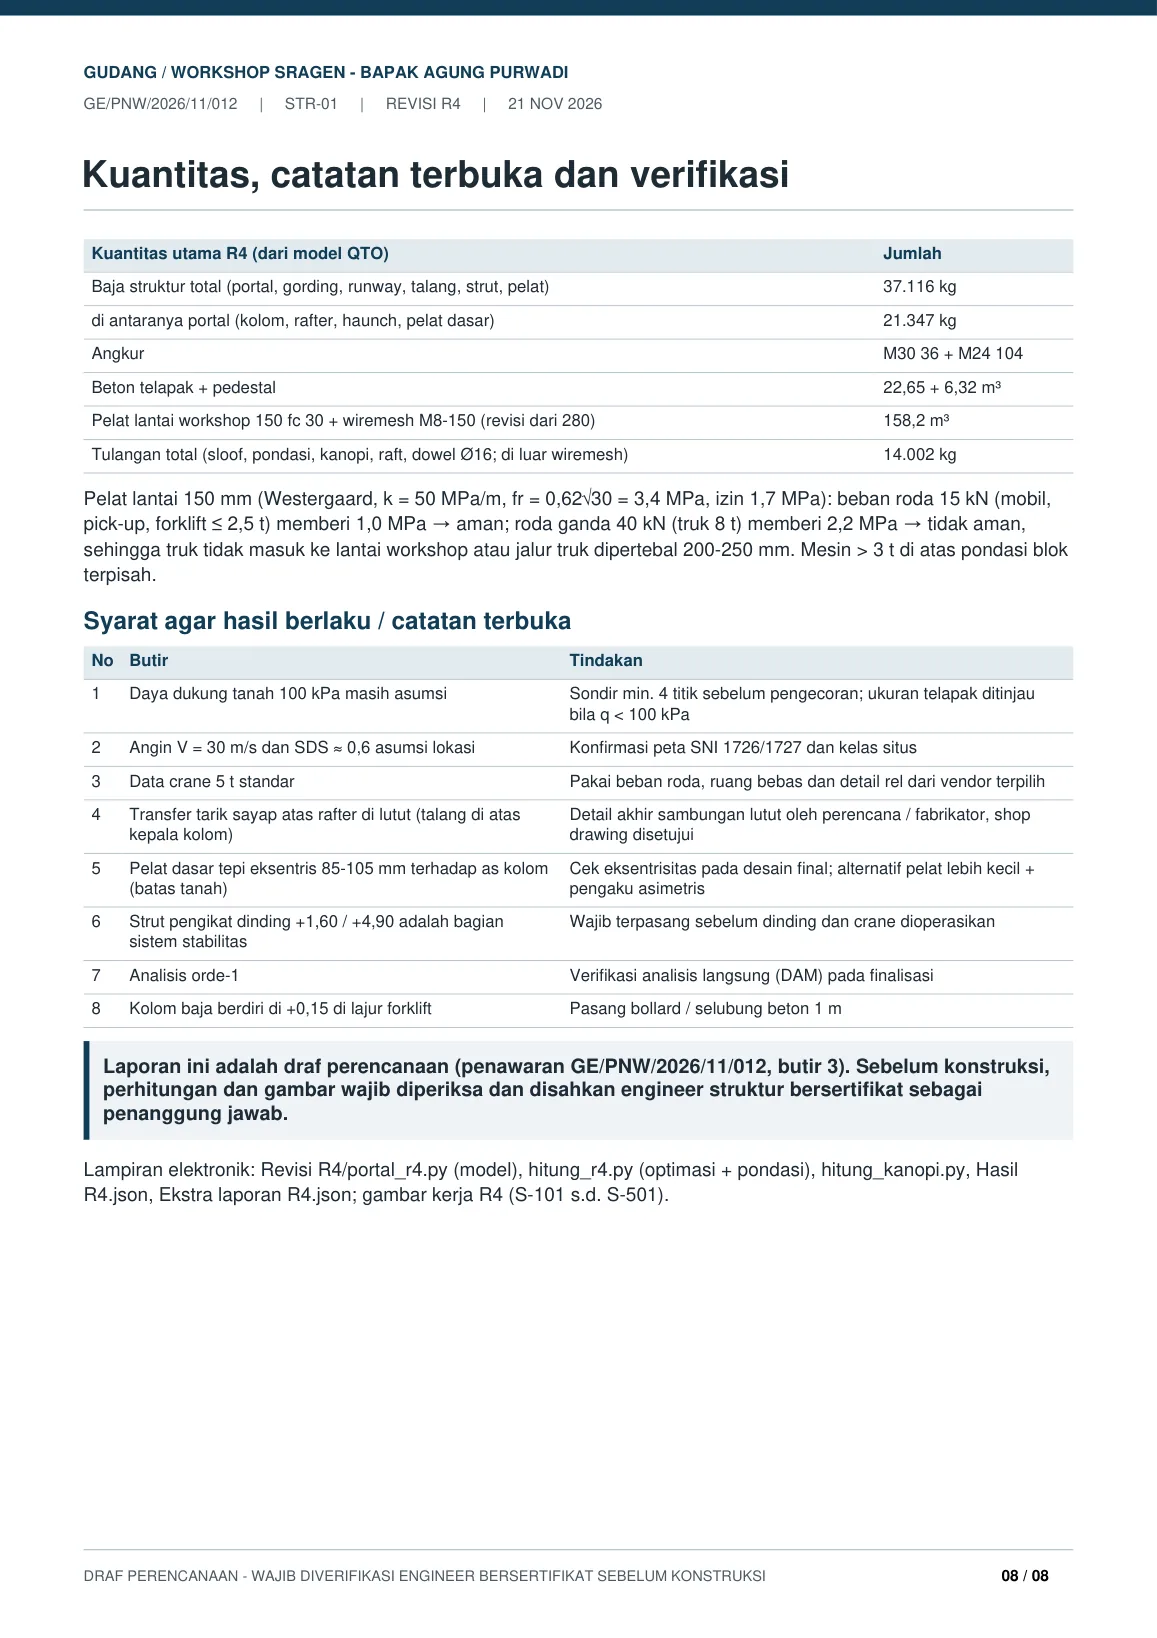 GUDANG / WORKSHOP SRAGEN - BAPAK AGUNG PURWADI
GE/PNW/2026/11/012 | STR-01 | REVISI R4 | 21 NOV 2026
Kuantitas, catatan terbuka dan verifikasi
Kuantitas utama R4 (dari model QTO) Jumlah
Baja struktur total (portal, gording, runway, talang, strut, pelat) 37.116 kg
di antaranya portal (kolom, rafter, haunch, pelat dasar) 21.347 kg
Angkur M30 36 + M24 104
Beton telapak + pedestal 22,65 + 6,32 m³
Pelat lantai workshop 150 fc 30 + wiremesh M8-150 (revisi dari 280) 158,2 m³
Tulangan total (sloof, pondasi, kanopi, raft, dowel Ø16; di luar wiremesh) 14.002 kg
Pelat lantai 150 mm (Westergaard, k = 50 MPa/m, fr = 0,62√30 = 3,4 MPa, izin 1,7 MPa): beban roda 15 kN (mobil,
pick-up, forklift ≤ 2,5 t) memberi 1,0 MPa → aman; roda ganda 40 kN (truk 8 t) memberi 2,2 MPa → tidak aman,
sehingga truk tidak masuk ke lantai workshop atau jalur truk dipertebal 200-250 mm. Mesin > 3 t di atas pondasi blok
terpisah.
Syarat agar hasil berlaku / catatan terbuka
No Butir Tindakan
1 Daya dukung tanah 100 kPa masih asumsi Sondir min. 4 titik sebelum pengecoran; ukuran telapak ditinjau
bila q < 100 kPa
2 Angin V = 30 m/s dan SDS ≈ 0,6 asumsi lokasi Konfirmasi peta SNI 1726/1727 dan kelas situs
3 Data crane 5 t standar Pakai beban roda, ruang bebas dan detail rel dari vendor terpilih
4 Transfer tarik sayap atas rafter di lutut (talang di atas Detail akhir sambungan lutut oleh perencana / fabrikator, shop
kepala kolom) drawing disetujui
5 Pelat dasar tepi eksentris 85-105 mm terhadap as kolom Cek eksentrisitas pada desain final; alternatif pelat lebih kecil +
(batas tanah) pengaku asimetris
6 Strut pengikat dinding +1,60 / +4,90 adalah bagian Wajib terpasang sebelum dinding dan crane dioperasikan
sistem stabilitas
7 Analisis orde-1 Verifikasi analisis langsung (DAM) pada finalisasi
8 Kolom baja berdiri di +0,15 di lajur forklift Pasang bollard / selubung beton 1 m
Laporan ini adalah draf perencanaan (penawaran GE/PNW/2026/11/012, butir 3). Sebelum konstruksi,
perhitungan dan gambar wajib diperiksa dan disahkan engineer struktur bersertifikat sebagai
penanggung jawab.
Lampiran elektronik: Revisi R4/portal_r4.py (model), hitung_r4.py (optimasi + pondasi), hitung_kanopi.py, Hasil
R4.json, Ekstra laporan R4.json; gambar kerja R4 (S-101 s.d. S-501).
DRAF PERENCANAAN - WAJIB DIVERIFIKASI ENGINEER BERSERTIFIKAT SEBELUM KONSTRUKSI 08 / 08